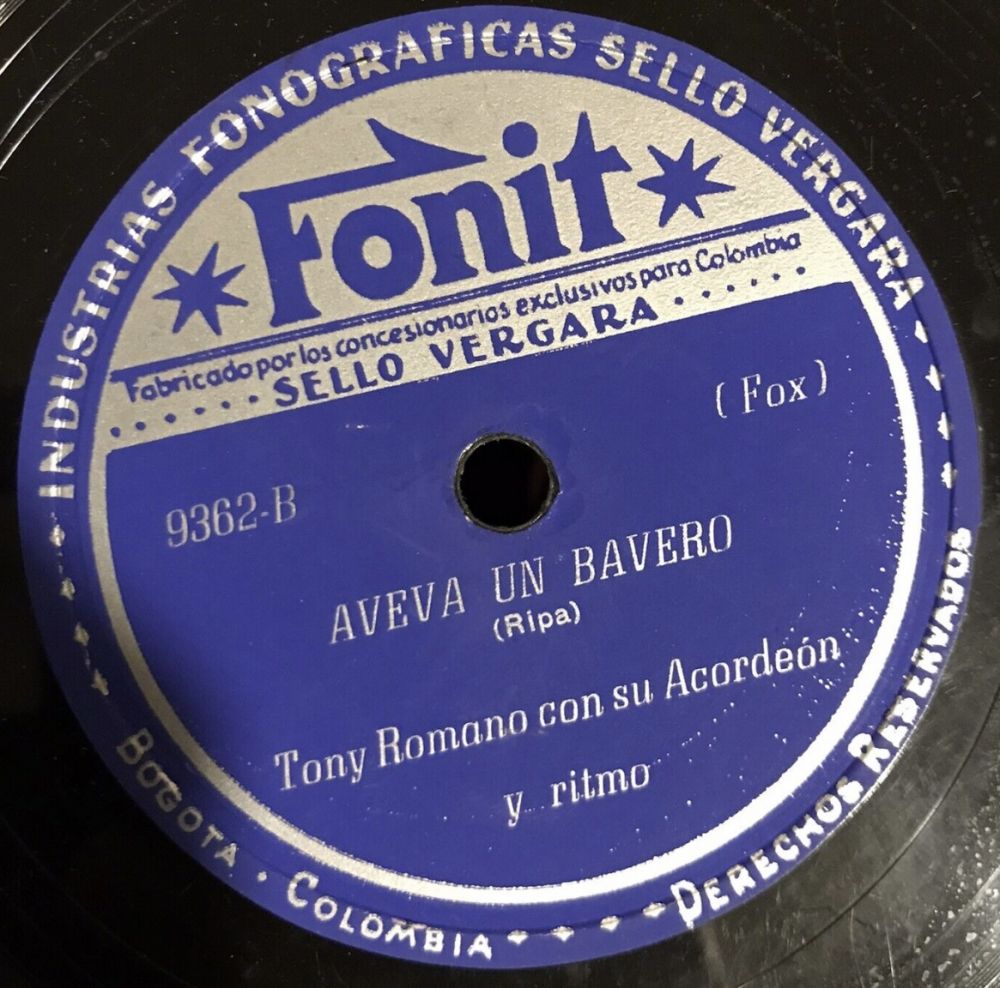 INDUSTRIAS FONOGRAFICAS SELLO VERGARA
Fonit
Fabricado por los concesionarios exclusivos para Colombia
SELLO VERGARA
(Fox)
9362-B
AVEVA UN BAVERO
(Ripa)
Tony Romano con su Acordeón
y ritmo
BOGOTA. COLOMBIA
DERECHOS RESERVADOS